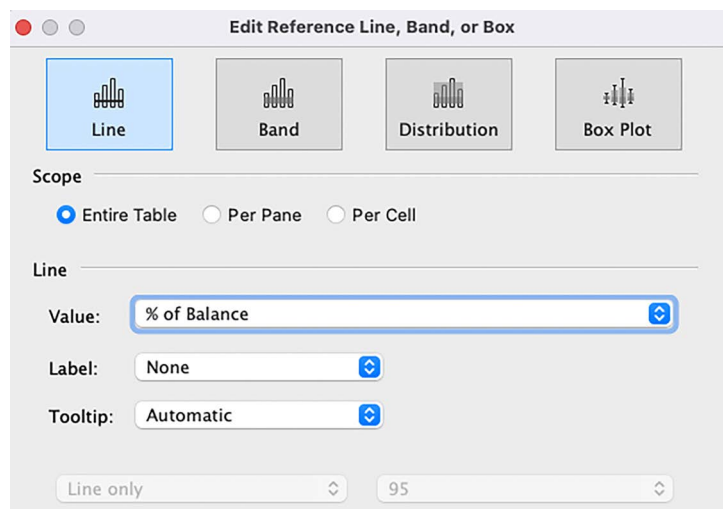 Edit Reference Line, Band, or Box
Line Band Distribution Box Plot
Scope
Entire Table Per Pane Per Cell
Line
Value: % of Balance
Label: None
Tooltip: Automatic
Line only 95